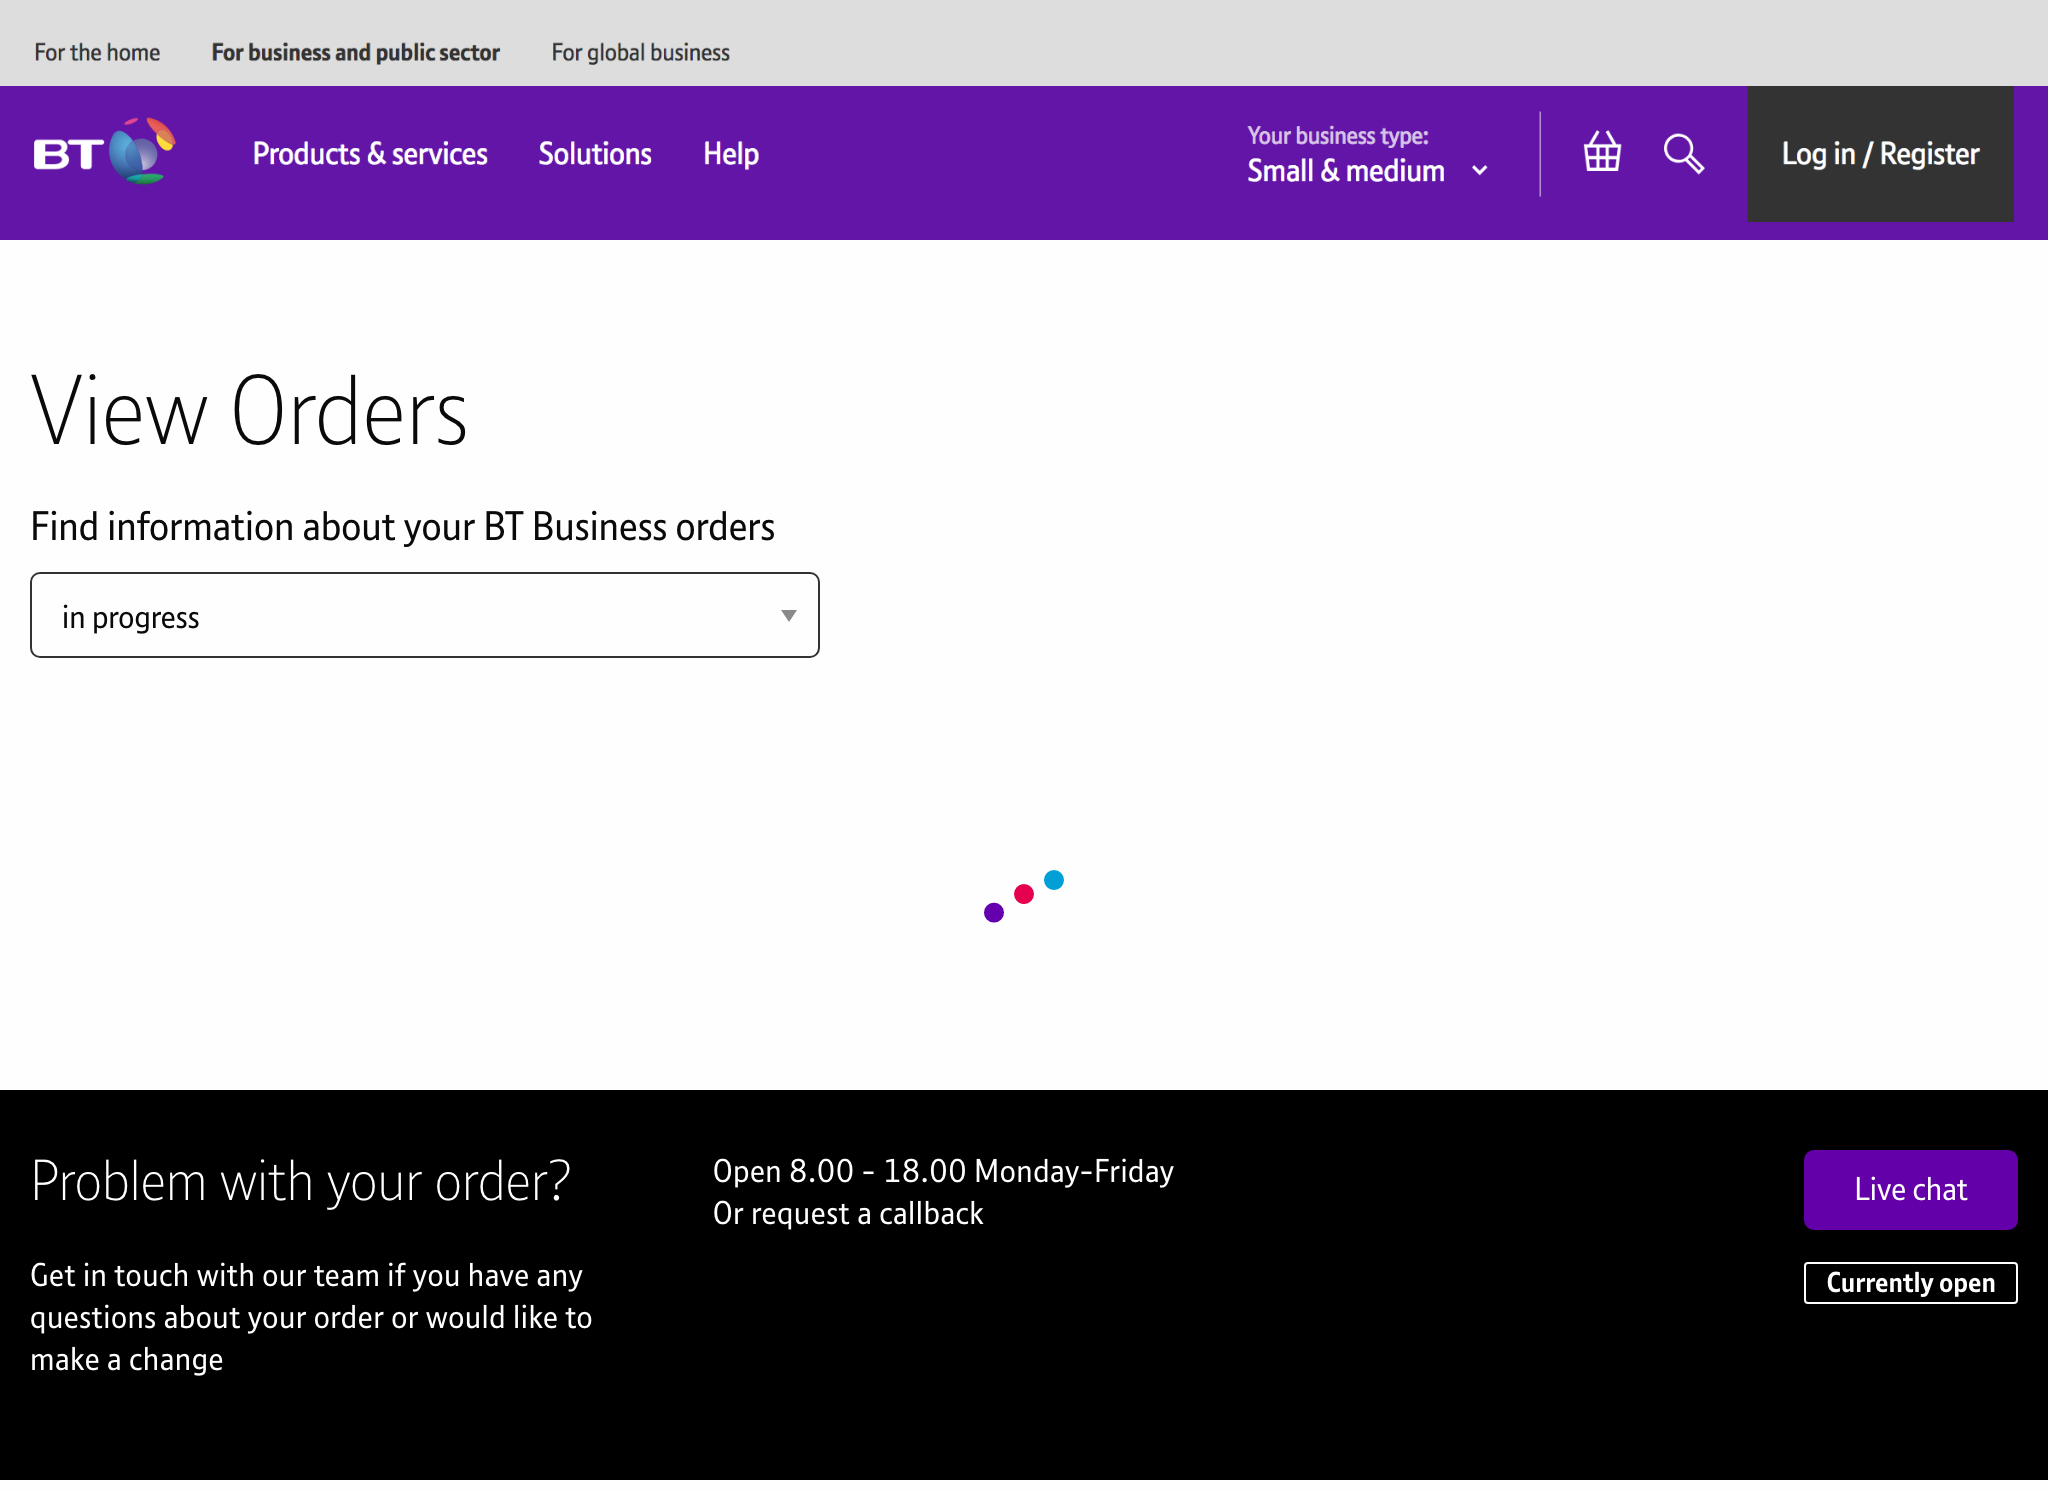 For the home For business and public sector For global business
BT Products & services Solutions Help Your business type: Small & medium Log in / Register
View Orders
Find information about your BT Business orders
in progress
Problem with your order?
Get in touch with our team if you have any
questions about your order or would like to
make a change
Open 8.00 - 18.00 Monday-Friday
Or request a callback
Live chat
Currently open